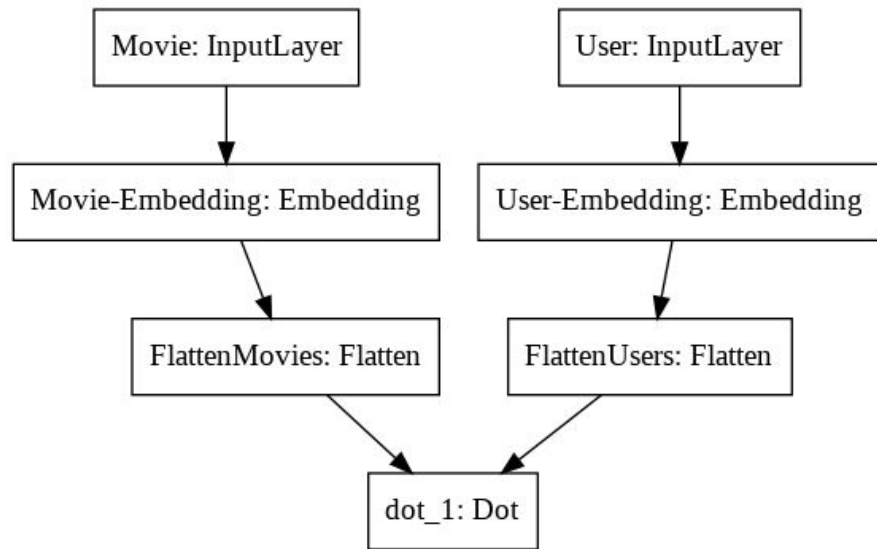 Movie: InputLayer
User: InputLayer
Movie-Embedding: Embedding
User-Embedding: Embedding
FlattenMovies: Flatten
FlattenUsers: Flatten
dot_1: Dot